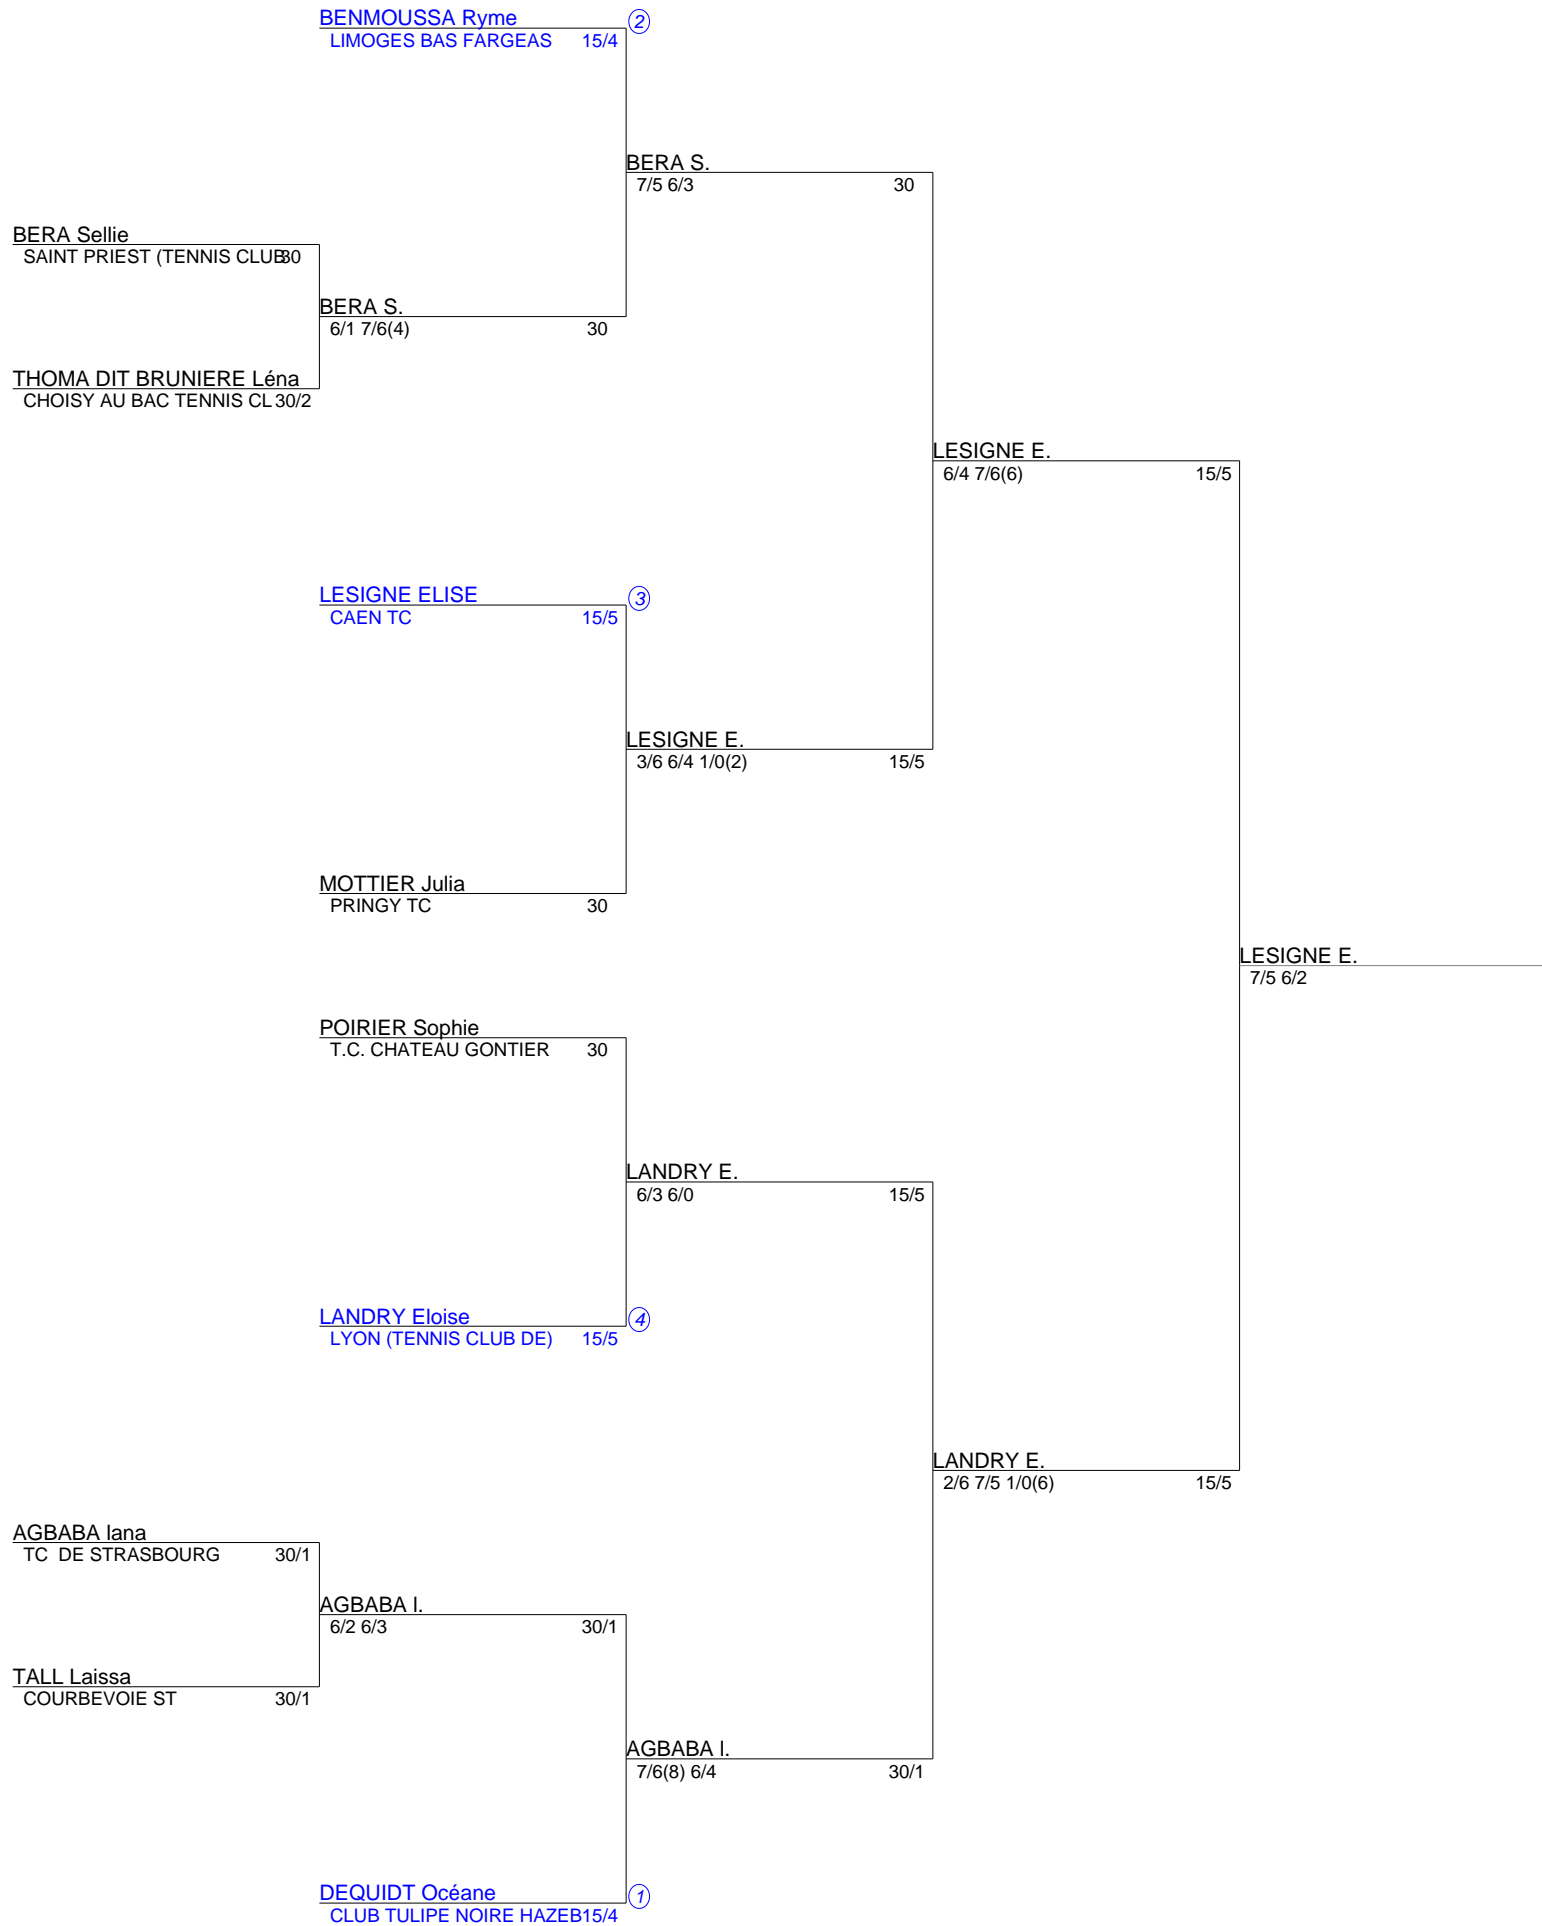 BENMOUSSA Ryme 2
LIMOGES BAS FARGEAS 15/4
BERA S.
7/5 6/3 30
BERA Sellie
SAINT PRIEST (TENNIS CLUB 30
BERA S.
6/1 7/6(4) 30
THOMA DIT BRUNIERE Léna
CHOISY AU BAC TENNIS CL 30/2
LESIGNE E.
6/4 7/6(6) 15/5
LESIGNE ELISE 3
CAEN TC 15/5
LESIGNE E.
3/6 6/4 1/0(2) 15/5
MOTTIER Julia
PRINGY TC 30
LESIGNE E.
7/5 6/2
POIRIER Sophie
T.C. CHATEAU GONTIER 30
LANDRY E.
6/3 6/0 15/5
LANDRY Eloise 4
LYON (TENNIS CLUB DE) 15/5
LANDRY E.
2/6 7/5 1/0(6) 15/5
AGBABA Iana
TC DE STRASBOURG 30/1
AGBABA I.
6/2 6/3 30/1
TALL Laissa
COURBEVOIE ST 30/1
AGBABA I.
7/6(8) 6/4 30/1
DEQUIDT Océane 1
CLUB TULIPE NOIRE HAZEB 15/4